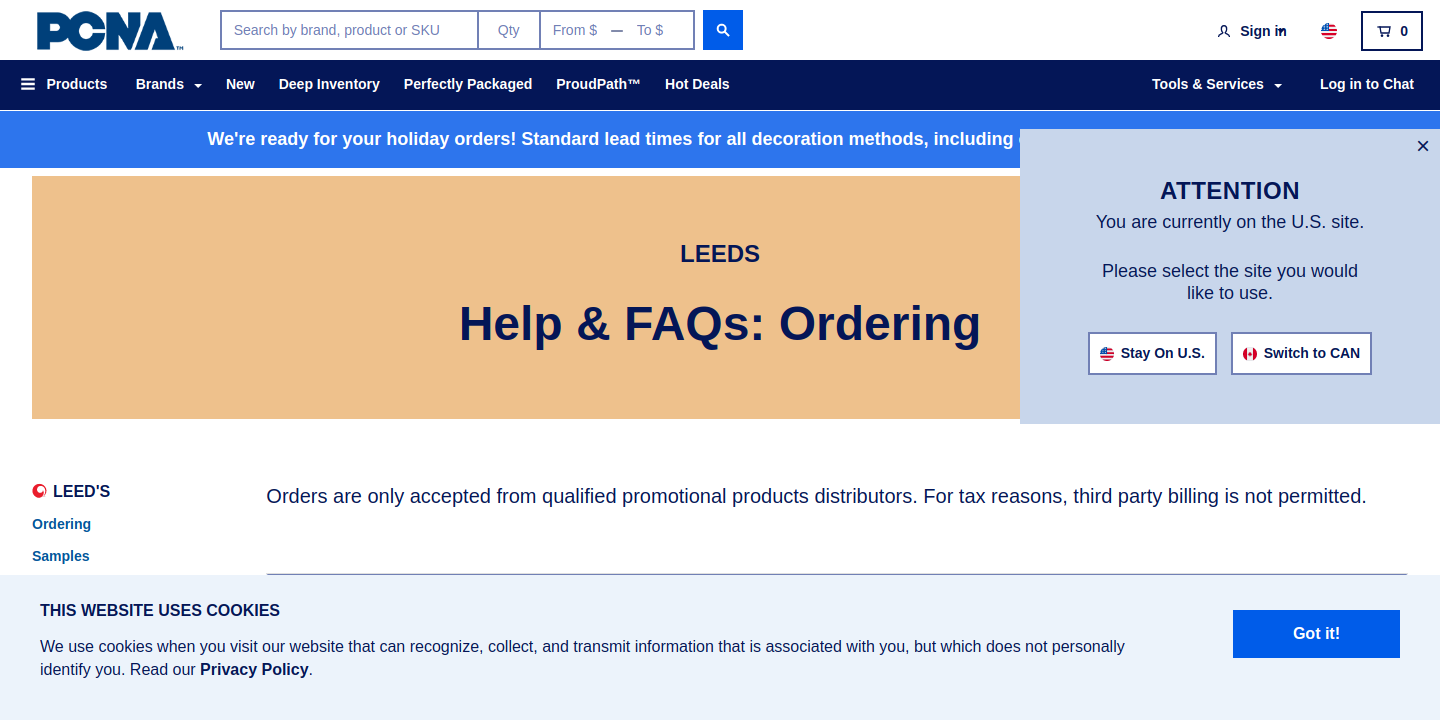 PCNA™
Search by brand, product or SKU
Qty
From $ — To $
Sign in
0
Products
Brands
New
Deep Inventory
Perfectly Packaged
ProudPath™
Hot Deals
Tools & Services
Log in to Chat
We're ready for your holiday orders! Standard lead times for all decoration methods, including
×
ATTENTION
You are currently on the U.S. site.
Please select the site you would
like to use.
Stay On U.S.
Switch to CAN
LEEDS
Help & FAQs: Ordering
LEED'S
Ordering
Samples
Orders are only accepted from qualified promotional products distributors. For tax reasons, third party billing is not permitted.
THIS WEBSITE USES COOKIES
We use cookies when you visit our website that can recognize, collect, and transmit information that is associated with you, but which does not personally
identify you. Read our Privacy Policy.
Got it!